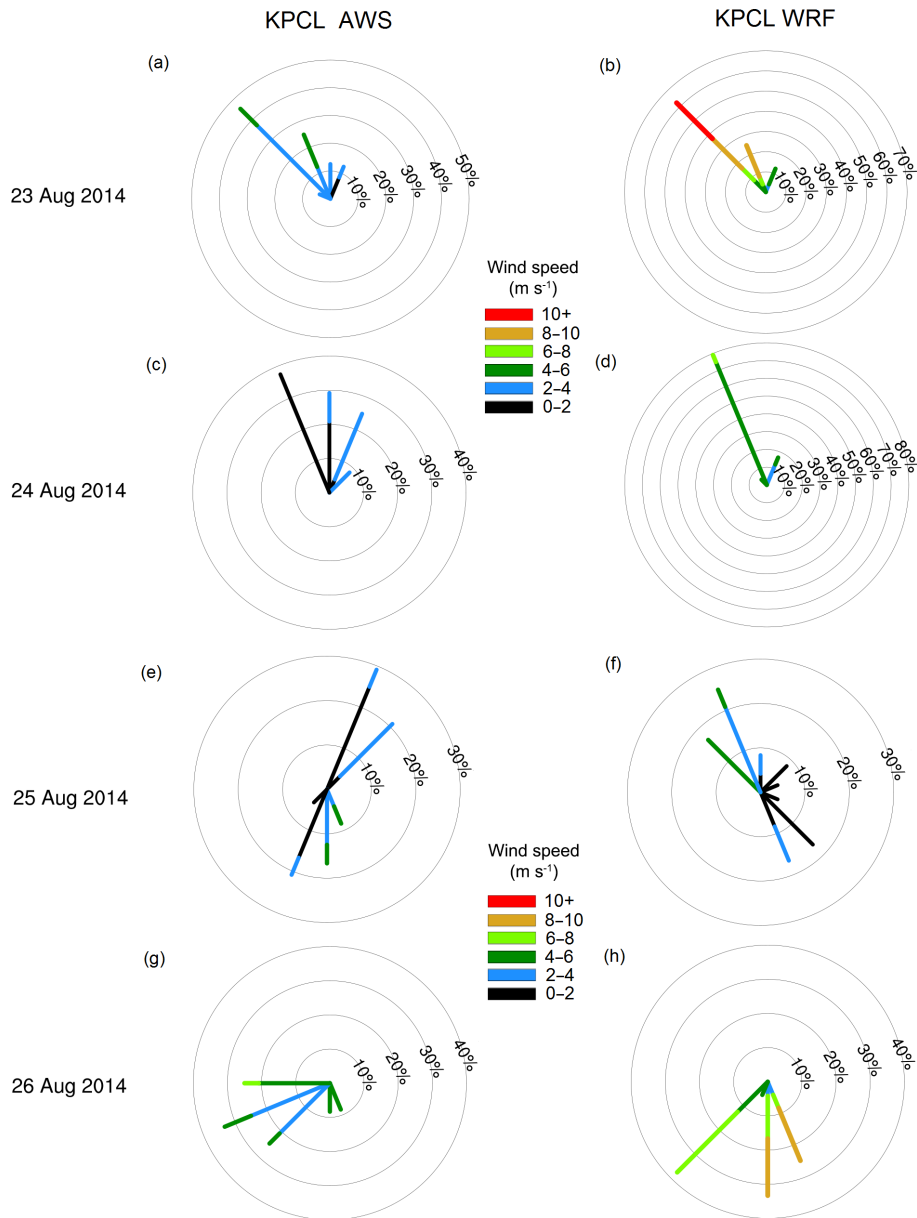 KPCL AWS
KPCL WRF
(a)
(b)
10%
20%
30%
40%
50%
10%
20%
30%
40%
50%
60%
70%
23 Aug 2014
Wind speed
(m s⁻¹)
10+
8–10
6–8
4–6
2–4
0–2
(c)
(d)
10%
20%
30%
40%
10%
20%
30%
40%
50%
60%
70%
80%
24 Aug 2014
(e)
(f)
10%
20%
30%
10%
20%
30%
25 Aug 2014
Wind speed
(m s⁻¹)
10+
8–10
6–8
4–6
2–4
0–2
(g)
(h)
10%
20%
30%
40%
10%
20%
30%
40%
26 Aug 2014